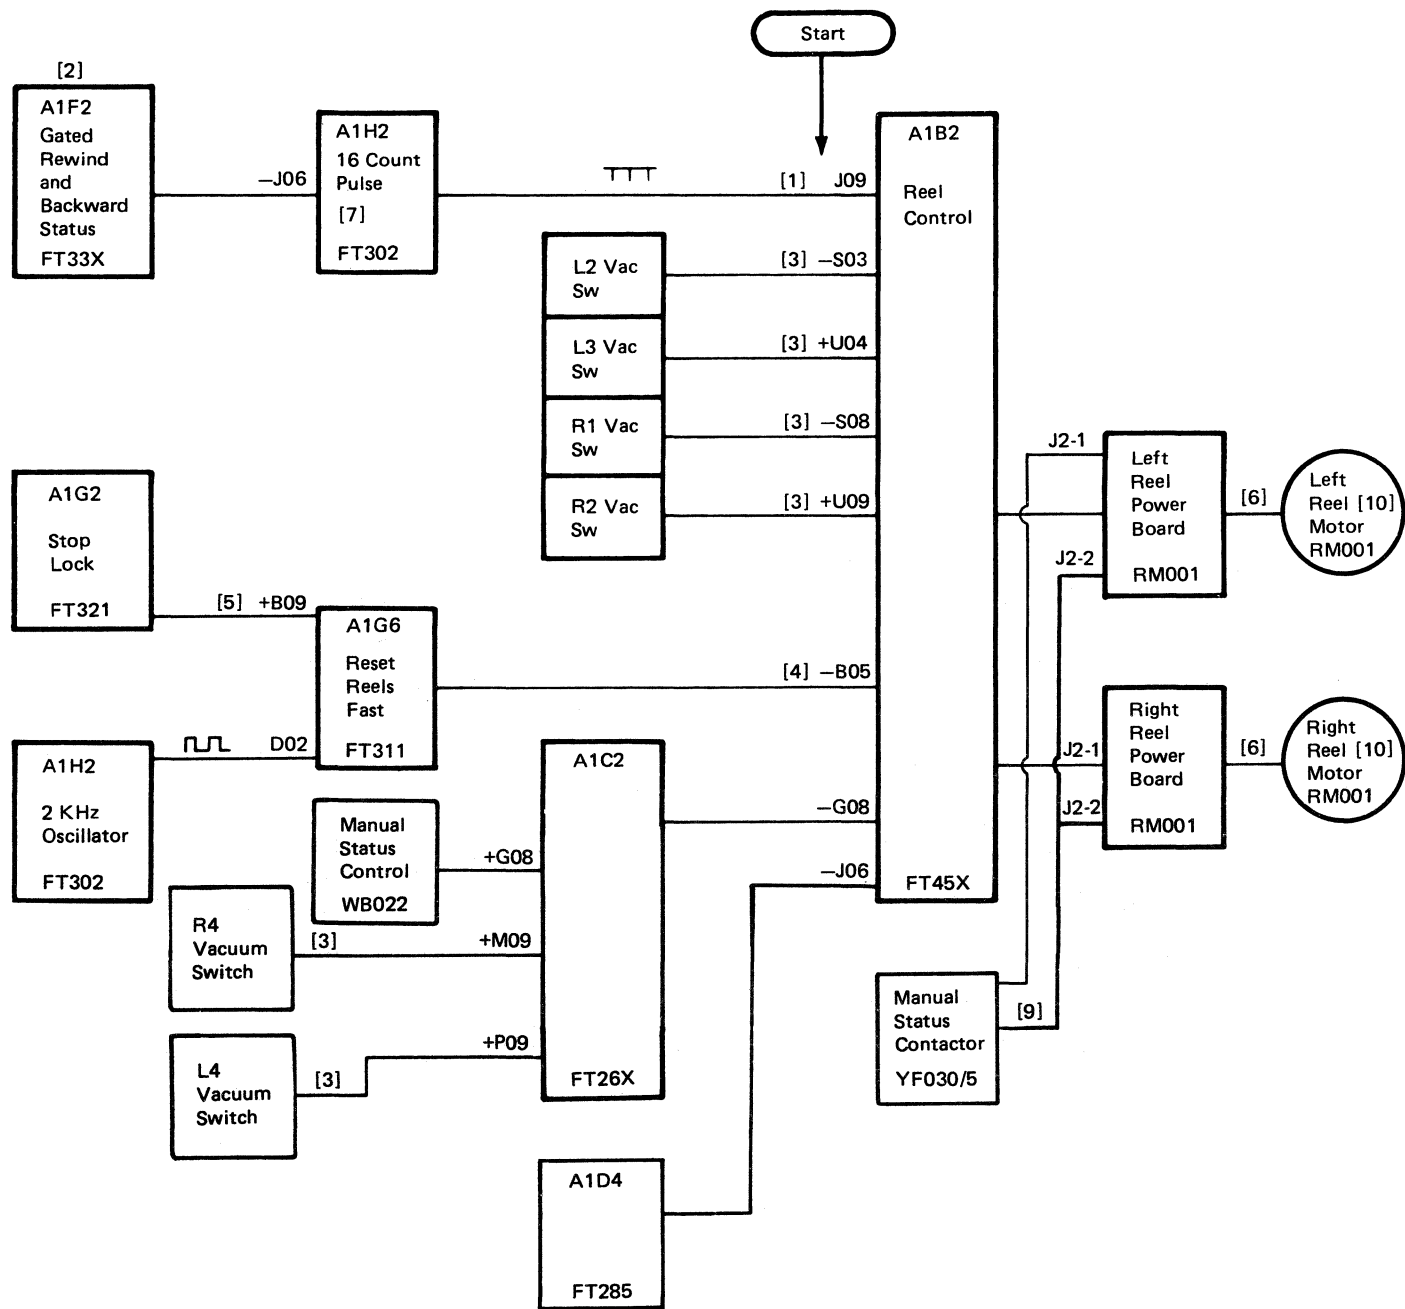 Start
[2]
A1F2
Gated
Rewind
and
Backward
Status
FT33X
—J06
A1H2
16 Count
Pulse
[7]
FT302
[1] J09
A1B2
Reel
Control
FT45X
L2 Vac
Sw
[3] —S03
L3 Vac
Sw
[3] +U04
R1 Vac
Sw
[3] —S08
R2 Vac
Sw
[3] +U09
A1G2
Stop
Lock
FT321
[5] +B09
A1G6
Reset
Reels
Fast
FT311
[4] —B05
A1H2
2 KHz
Oscillator
FT302
D02
Manual
Status
Control
WB022
+G08
R4
Vacuum
Switch
[3]
+M09
L4
Vacuum
Switch
[3]
+P09
A1C2
FT26X
—G08
—J06
A1D4
FT285
Manual
Status
Contactor
YF030/5
[9]
J2-1
J2-2
Left
Reel
Power
Board
RM001
[6]
Left
Reel [10]
Motor
RM001
J2-1
J2-2
Right
Reel
Power
Board
RM001
[6]
Right
Reel [10]
Motor
RM001